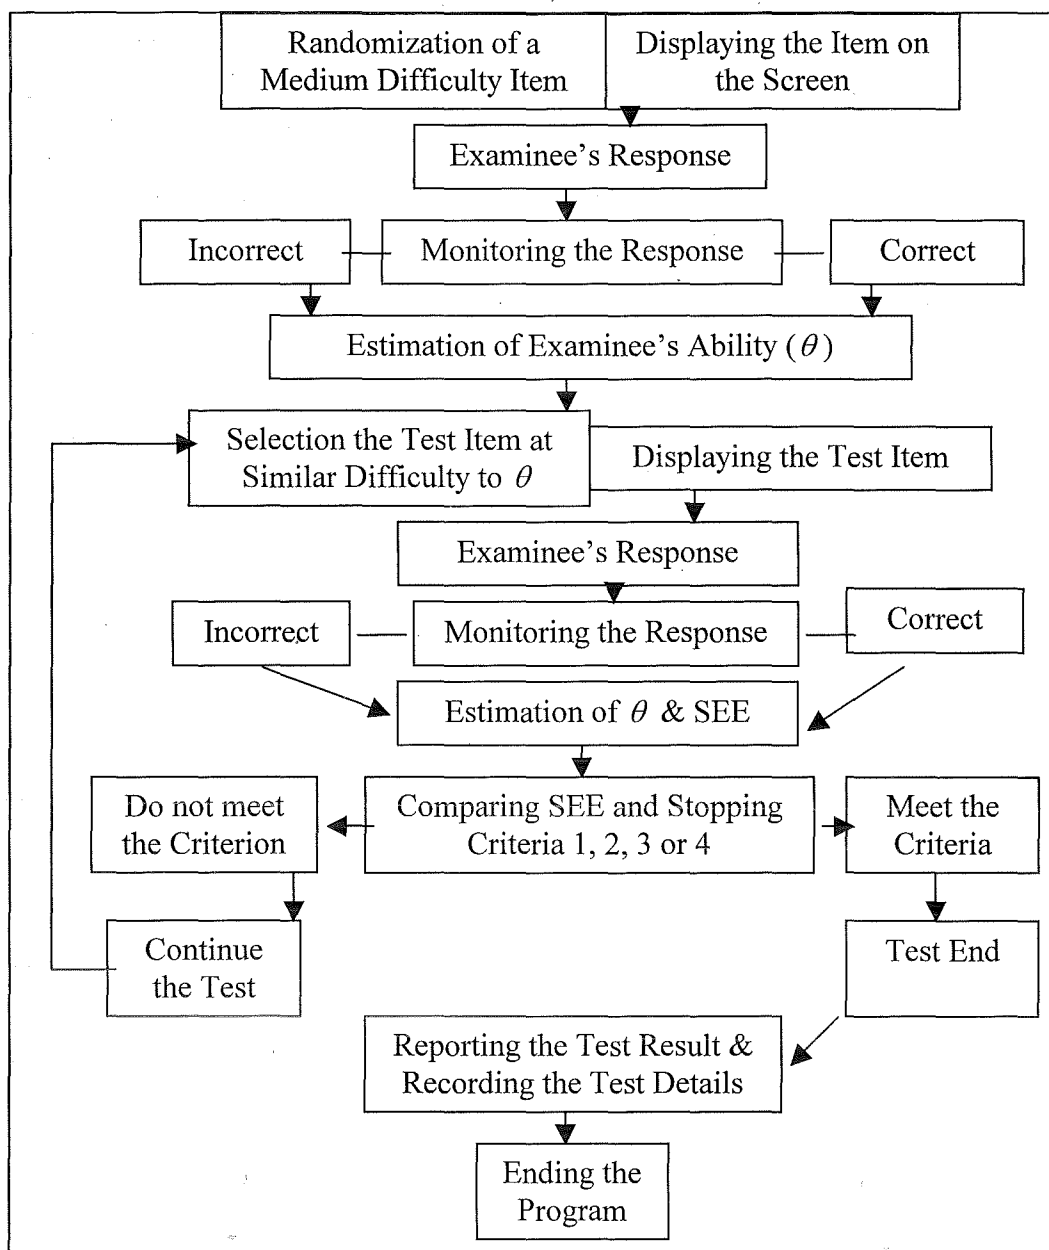 Randomization of a
Medium Difficulty Item
Displaying the Item on
the Screen
Examinee's Response
Incorrect
Monitoring the Response
Correct
Estimation of Examinee's Ability (θ)
Selection the Test Item at
Similar Difficulty to θ
Displaying the Test Item
Examinee's Response
Incorrect
Monitoring the Response
Correct
Estimation of θ & SEE
Do not meet
the Criterion
Comparing SEE and Stopping
Criteria 1, 2, 3 or 4
Meet the
Criteria
Continue
the Test
Test End
Reporting the Test Result &
Recording the Test Details
Ending the
Program